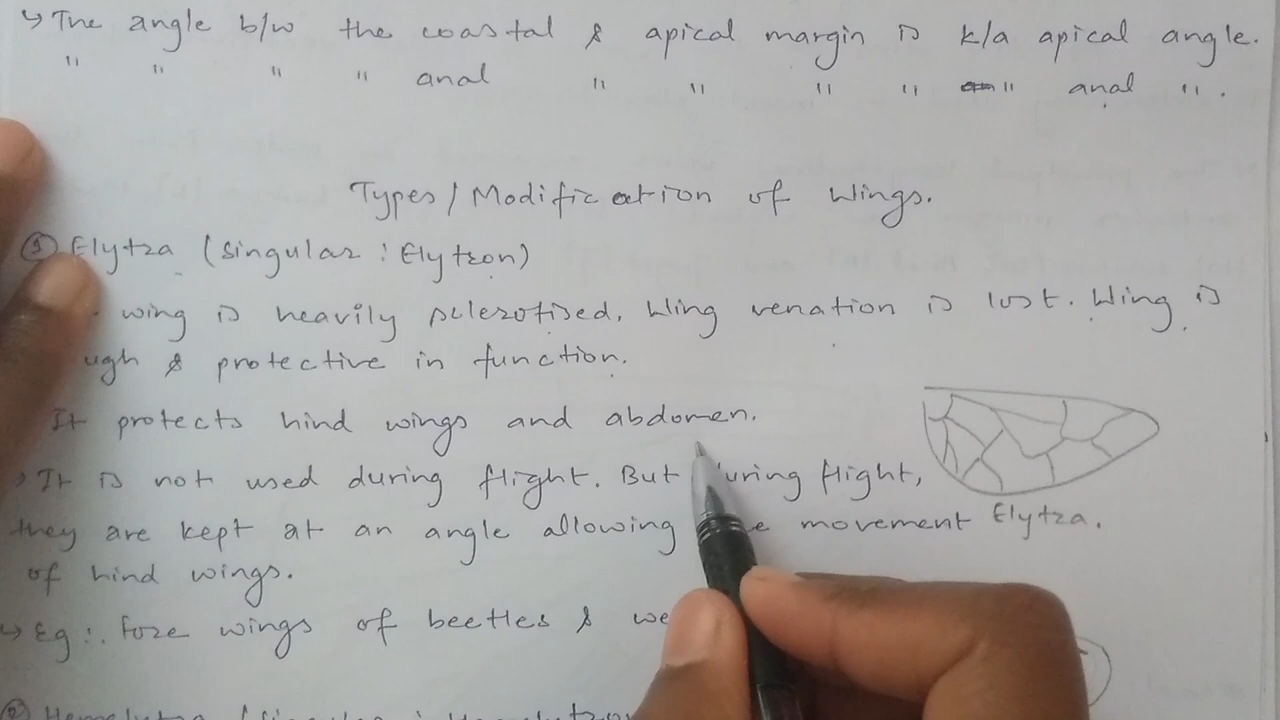 ↳ The angle b/w the coastal & apical margin is k/a apical angle.
" " " " anal " " " " " anal ".
Types/Modification of Wings.
① Elytra (Singular : Elytron)
wing is heavily sclerotised. Wing venation is lost. Wing is
& protective in function.
It protects hind wings and abdomen.
It is not used during flight. But during flight,
they are kept at an angle allowing movement
of hind wings.
Elytra.
↳ Eg :. Fore wings of beetles &